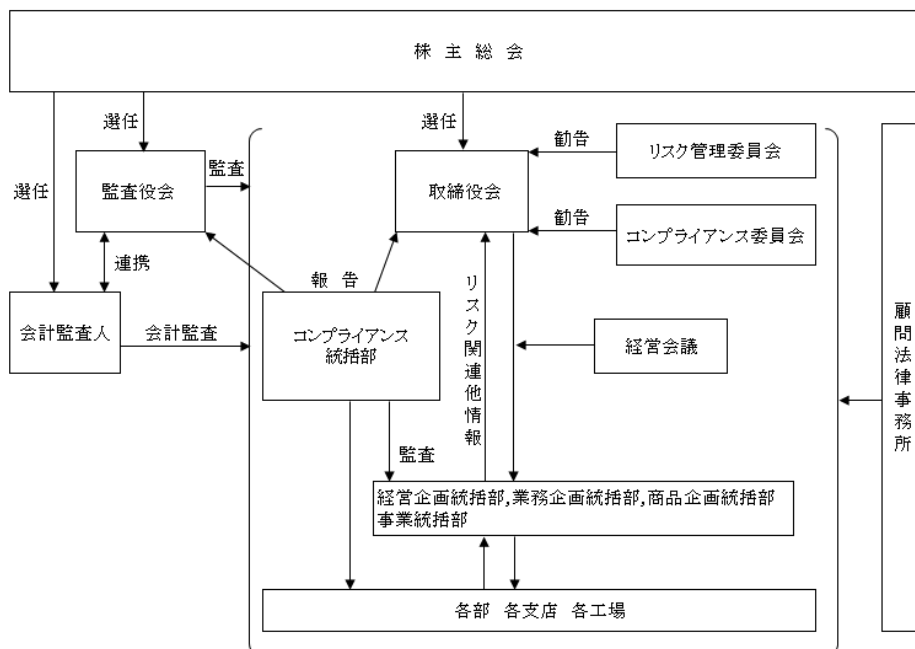 株 主 総 会
選任
選任
選任
監査役会
監査
取締役会
勧告
リスク管理委員会
勧告
コンプライアンス委員会
連携
報 告
会計監査人
会計監査
コンプライアンス
統括部
リスク関連他情報
経営会議
顧問法律事務所
監査
経営企画統括部,業務企画統括部,商品企画統括部
事業統括部
各部 各支店 各工場